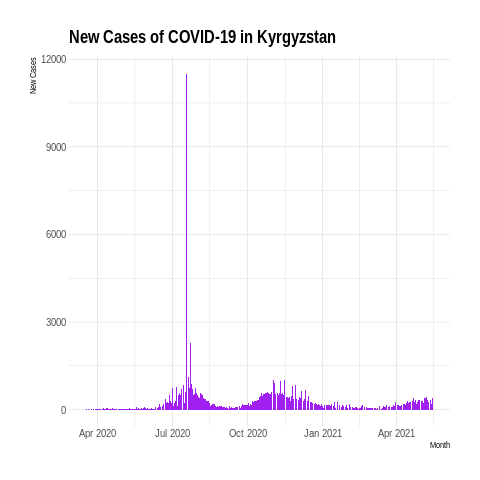 New Cases of COVID-19 in Kyrgyzstan
New Cases
12000
9000
6000
3000
0
Apr 2020 Jul 2020 Oct 2020 Jan 2021 Apr 2021
Month